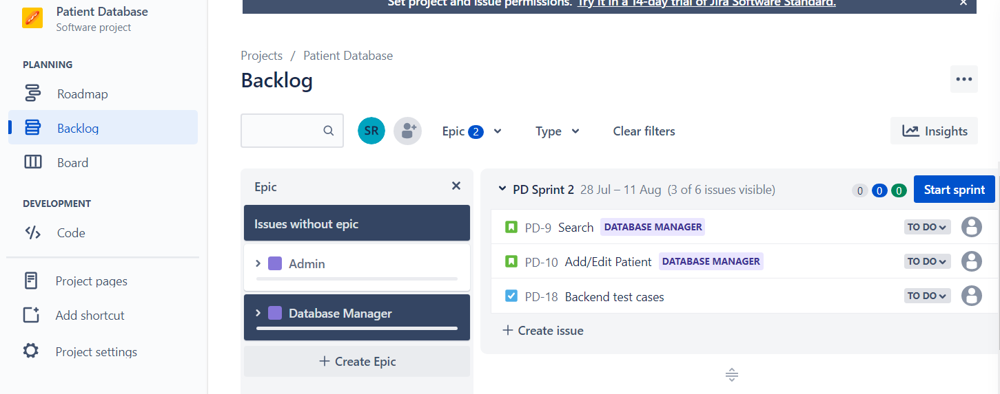 Patient Database
Software project
Set project and issue permissions. Try it in a 14-day trial of Jira Software Standard.
PLANNING
Roadmap
Backlog
Board
DEVELOPMENT
Code
Project pages
Add shortcut
Project settings
Projects / Patient Database
Backlog
SR Epic 2 Type Clear filters Insights
Epic
Issues without epic
Admin
Database Manager
+ Create Epic
PD Sprint 2 28 Jul – 11 Aug (3 of 6 issues visible) 0 0 0 Start sprint
PD-9 Search DATABASE MANAGER TO DO
PD-10 Add/Edit Patient DATABASE MANAGER TO DO
PD-18 Backend test cases TO DO
+ Create issue